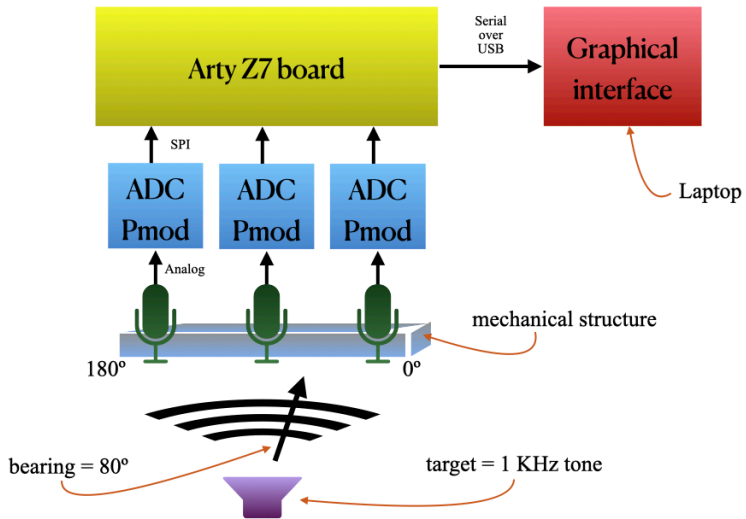 Arty Z7 board
Serial
over
USB
Graphical
interface
SPI
ADC
Pmod
ADC
Pmod
ADC
Pmod
Laptop
Analog
mechanical structure
180º
0º
bearing = 80º
target = 1 KHz tone